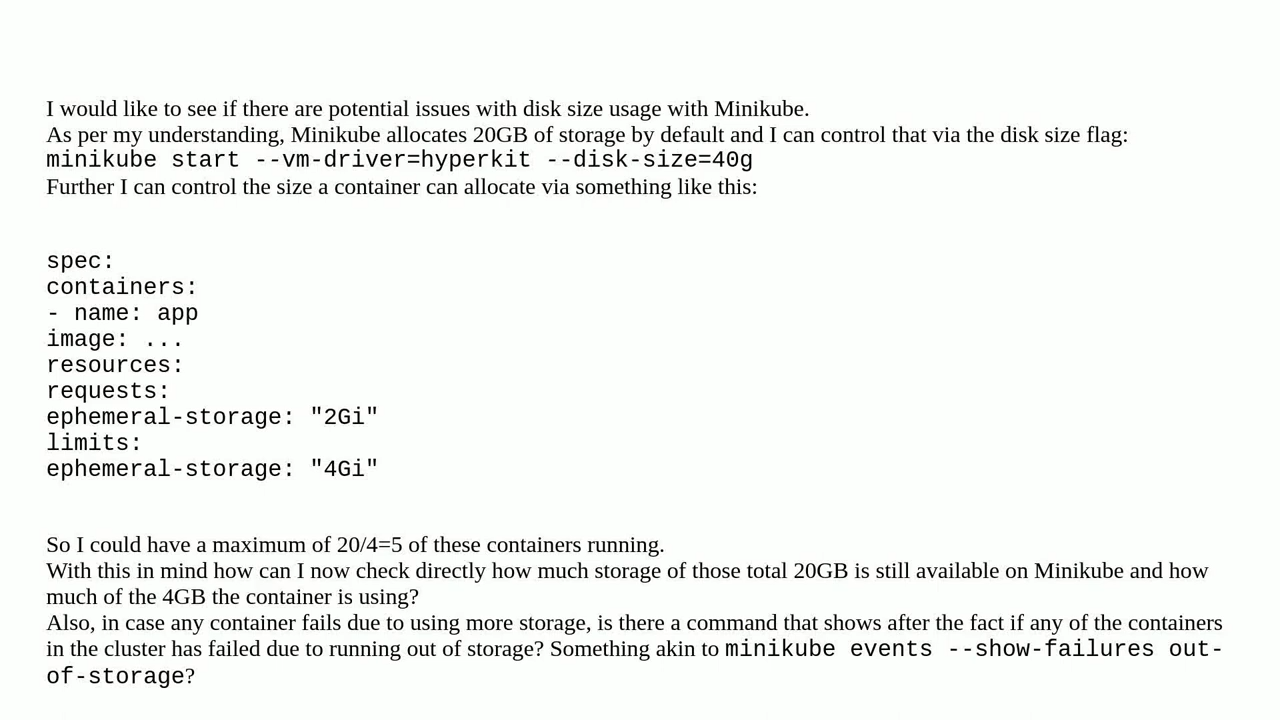 I would like to see if there are potential issues with disk size usage with Minikube.
As per my understanding, Minikube allocates 20GB of storage by default and I can control that via the disk size flag:
minikube start --vm-driver=hyperkit --disk-size=40g
Further I can control the size a container can allocate via something like this:
spec:
containers:
- name: app
image: ...
resources:
requests:
ephemeral-storage: "2Gi"
limits:
ephemeral-storage: "4Gi"
So I could have a maximum of 20/4=5 of these containers running.
With this in mind how can I now check directly how much storage of those total 20GB is still available on Minikube and how
much of the 4GB the container is using?
Also, in case any container fails due to using more storage, is there a command that shows after the fact if any of the containers
in the cluster has failed due to running out of storage? Something akin to minikube events --show-failures out-
of-storage?